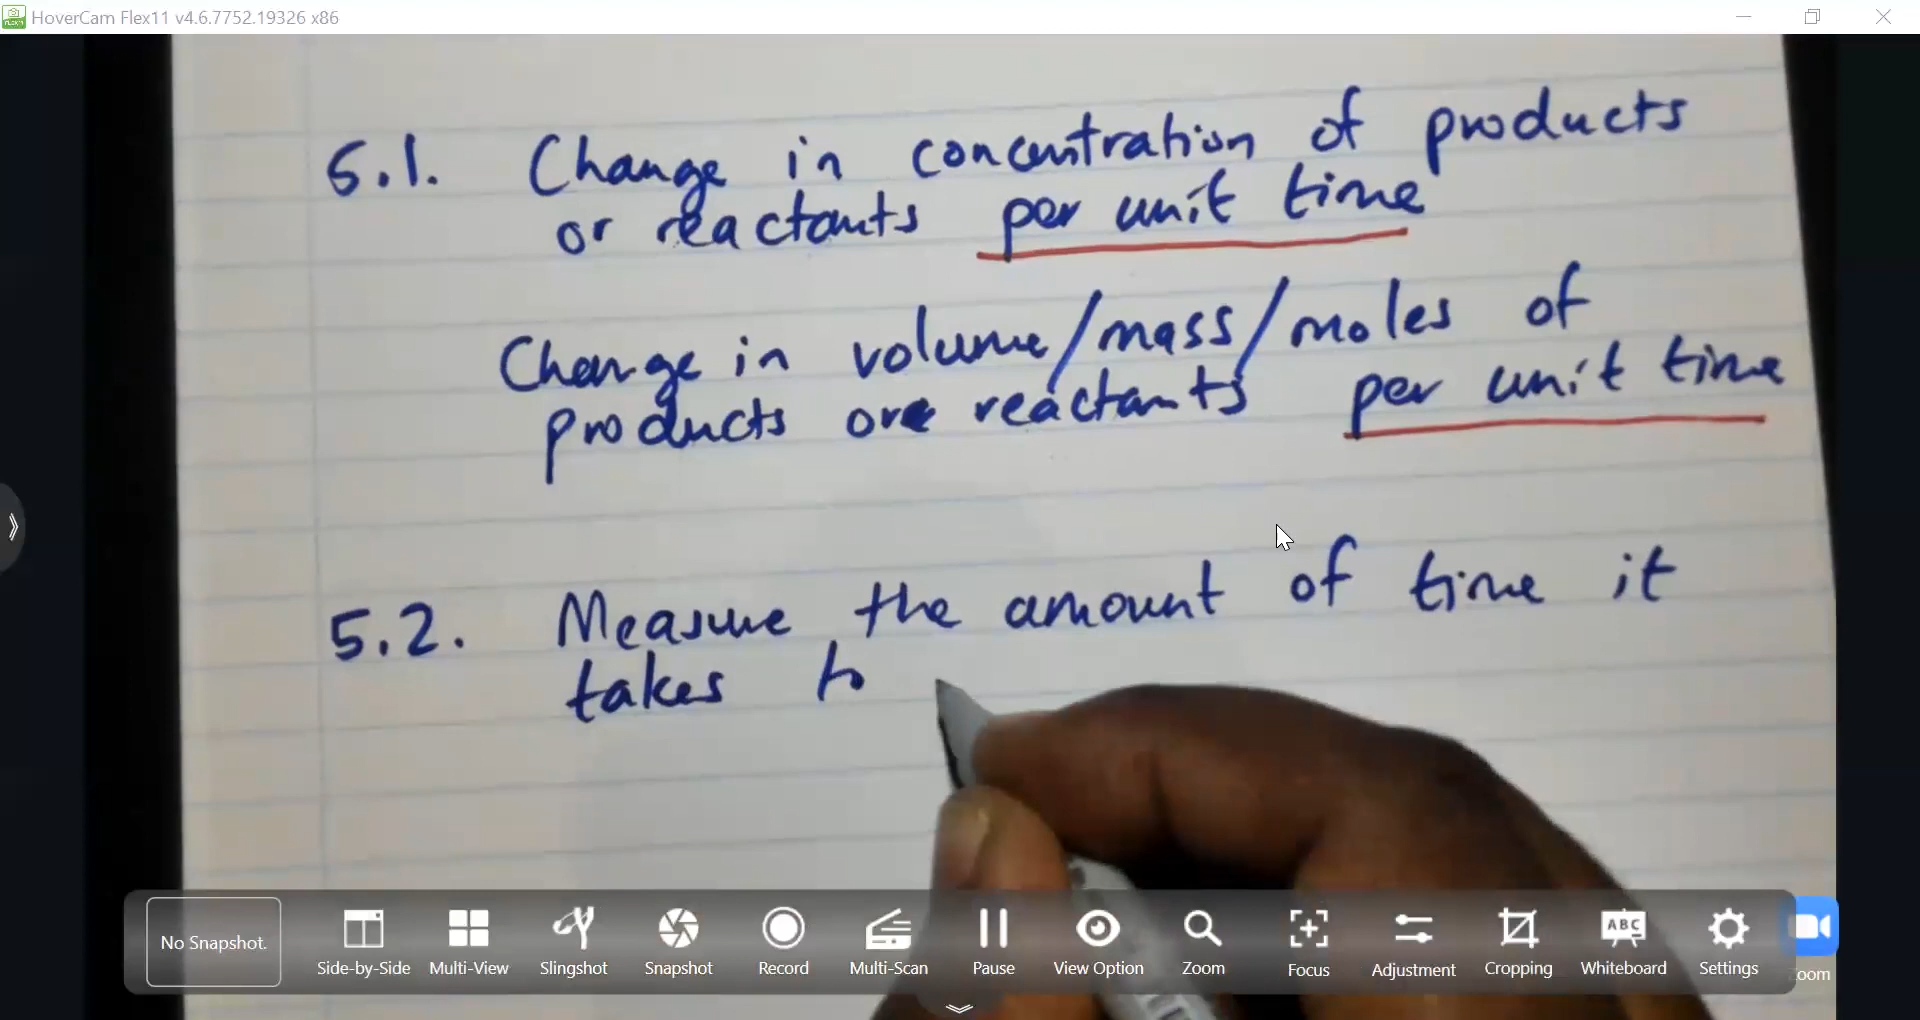 HoverCam Flex11 v4.6.7752.19326 x86
5.1. Change in concentration of products
or reactants per unit time
Change in volume/mass/moles of
products or reactants per unit time
5.2. Measure the amount of time it
takes to
No Snapshot.
Side-by-Side Multi-View Slingshot Snapshot Record Multi-Scan Pause View Option Zoom Focus Adjustment Cropping Whiteboard Settings Zoom